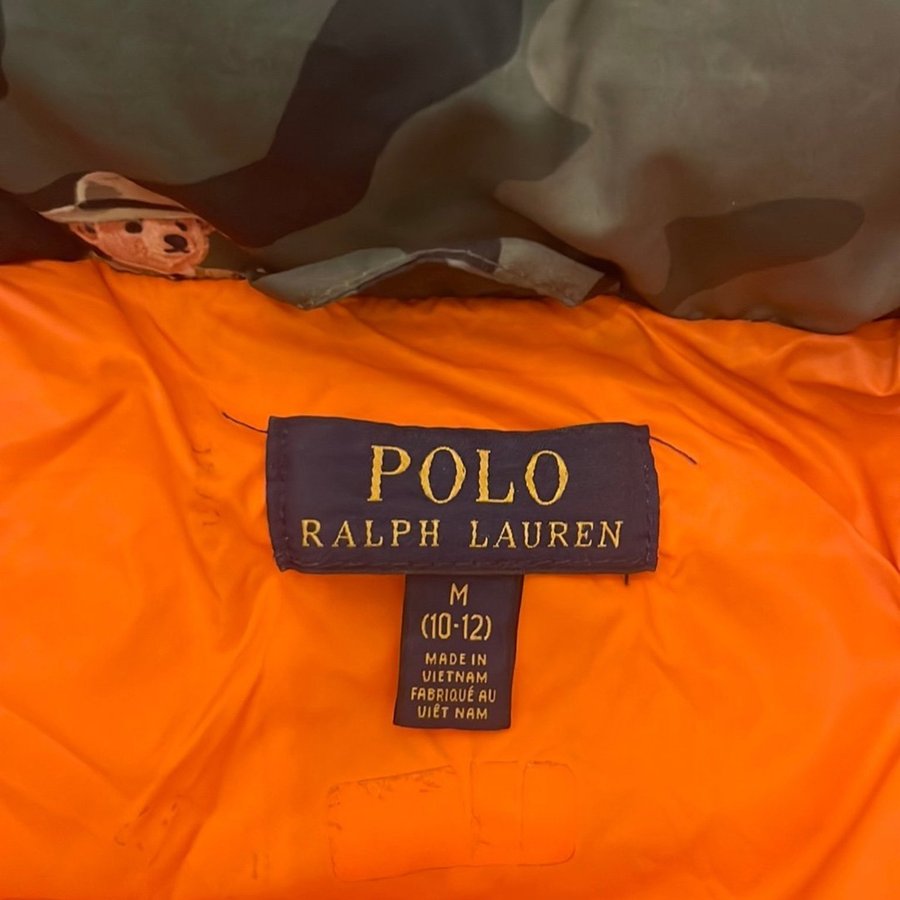 POLO
RALPH LAUREN
M
(10-12)
MADE IN
VIETNAM
FABRIQUÉ AU
VIÊT NAM